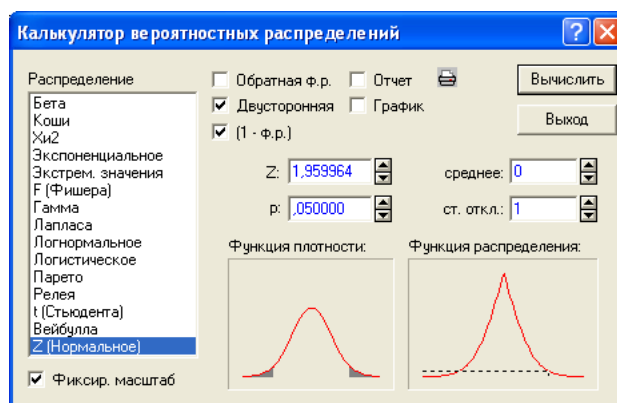 Калькулятор вероятностных распределений
Распределение
Бета
Коши
Хи2
Экспоненциальное
Экстрем. значения
F (Фишера)
Гамма
Лапласа
Логнормальное
Логистическое
Парето
Релея
t (Стьюдента)
Вейбулла
Z (Нормальное)
Фиксир. масштаб
Обратная ф.р. Отчет
Двусторонняя График
(1 - ф.р.)
Вычислить
Выход
Z: 1,959964 среднее: 0
p: ,050000 ст. откл.: 1
Функция плотности: Функция распределения: